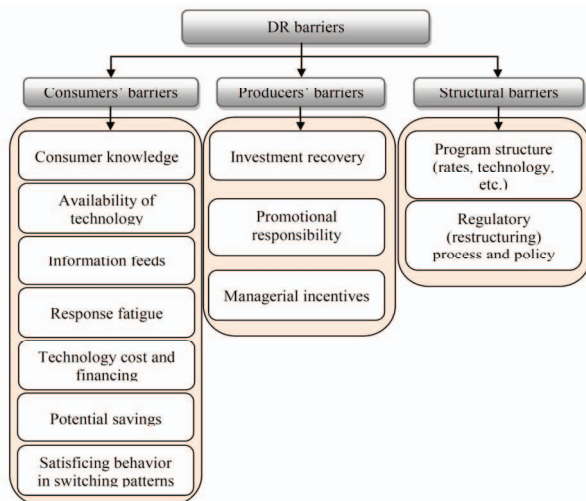 DR barriers
Consumers' barriers
Producers' barriers
Structural barriers
Consumer knowledge
Availability of
technology
Information feeds
Response fatigue
Technology cost and
financing
Potential savings
Satisficing behavior
in switching patterns
Investment recovery
Promotional
responsibility
Managerial incentives
Program structure
(rates, technology,
etc.)
Regulatory
(restructuring)
process and policy